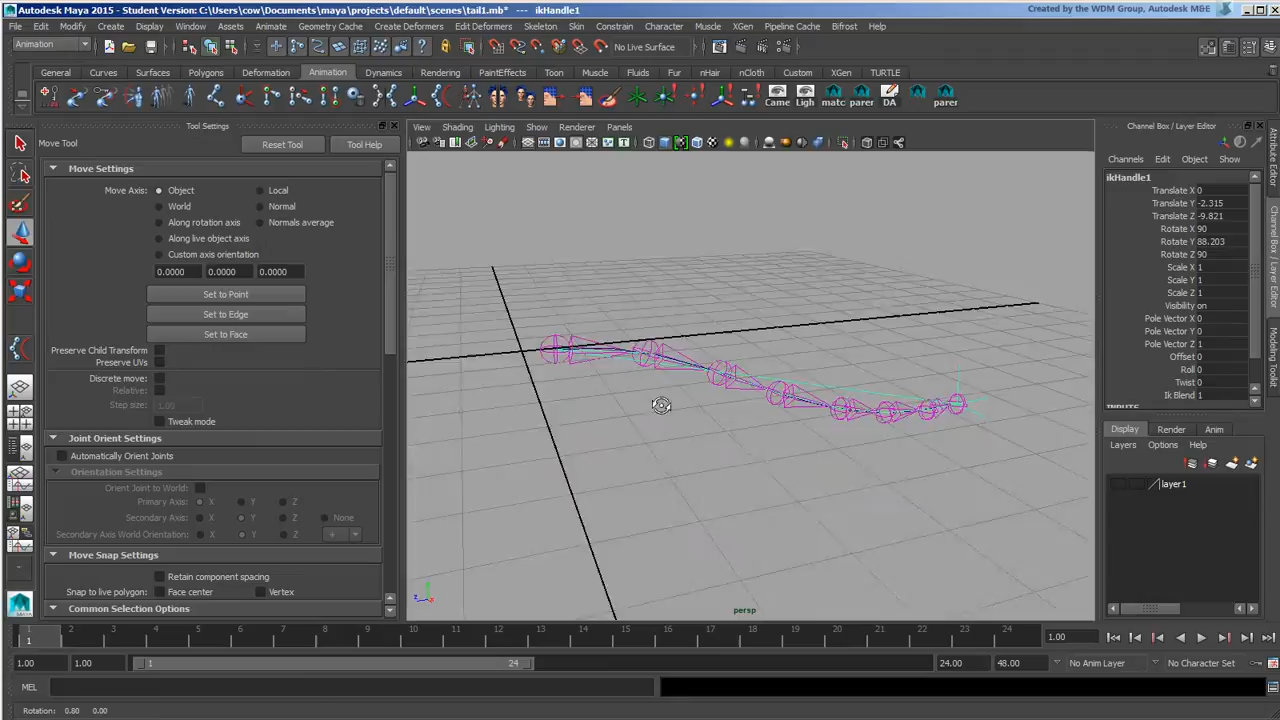 Autodesk Maya 2015 - Student Version: C:\Users\cow\Documents\maya\projects\default\scenes\tail1.mb* --- ikHandle1
Created by the WDM Group, Autodesk M&E
File Edit Modify Create Display Window Assets Animate Geometry Cache Create Deformers Edit Deformers Skeleton Skin Constrain Character Muscle XGen Pipeline Cache Bifrost Help
Animation
No Live Surface
General Curves Surfaces Polygons Deformation Animation Dynamics Rendering PaintEffects Toon Muscle Fluids Fur nHair nCloth Custom XGen TURTLE
Came Ligh matc parer DA parer
Tool Settings
Move Tool
Reset Tool
Tool Help
Move Settings
Move Axis: Object Local
World Normal
Along rotation axis Normals average
Along live object axis
Custom axis orientation
0.0000 0.0000 0.0000
Set to Point
Set to Edge
Set to Face
Preserve Child Transform
Preserve UVs
Discrete move:
Relative:
Step size: 1.00
Tweak mode
Joint Orient Settings
Automatically Orient Joints
Orientation Settings
Orient Joint to World:
Primary Axis: X Y Z
Secondary Axis: X Y Z None
Secondary Axis World Orientation: X Y Z +
Move Snap Settings
Retain component spacing
Snap to live polygon: Face center Vertex
Common Selection Options
View Shading Lighting Show Renderer Panels
persp
Channel Box / Layer Editor
Channels Edit Object Show
ikHandle1
Translate X 0
Translate Y -2.315
Translate Z -9.821
Rotate X 90
Rotate Y 88.203
Rotate Z 90
Scale X 1
Scale Y 1
Scale Z 1
Visibility on
Pole Vector X 0
Pole Vector Y 0
Pole Vector Z 1
Offset 0
Roll 0
Twist 0
Ik Blend 1
INPUTS
Display Render Anim
Layers Options Help
layer1
Attribute Editor
Channel Box / Layer Editor
Modeling Toolkit
1 2 3 4 5 6 7 8 9 10 11 12 13 14 15 16 17 18 19 20 21 22 23 24
1
1.00
1.00 1.00 1 24 24.00 48.00 No Anim Layer No Character Set
MEL
Rotation: 0.80 0.00